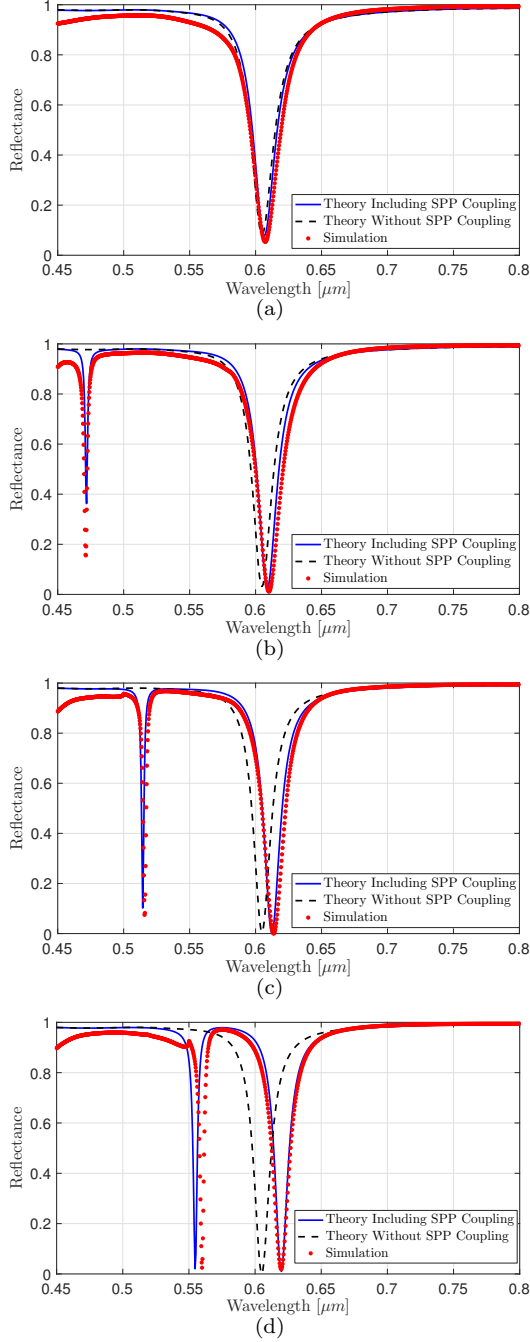 1
0.8
0.6
0.4
0.2
0
Reflectance
Theory Including SPP Coupling
Theory Without SPP Coupling
Simulation
0.45 0.5 0.55 0.6 0.65 0.7 0.75 0.8
Wavelength [μm]
(a)
1
0.8
0.6
0.4
0.2
0
Reflectance
Theory Including SPP Coupling
Theory Without SPP Coupling
Simulation
0.45 0.5 0.55 0.6 0.65 0.7 0.75 0.8
Wavelength [μm]
(b)
1
0.8
0.6
0.4
0.2
0
Reflectance
Theory Including SPP Coupling
Theory Without SPP Coupling
Simulation
0.45 0.5 0.55 0.6 0.65 0.7 0.75 0.8
Wavelength [μm]
(c)
1
0.8
0.6
0.4
0.2
0
Reflectance
Theory Including SPP Coupling
Theory Without SPP Coupling
Simulation
0.45 0.5 0.55 0.6 0.65 0.7 0.75 0.8
Wavelength [μm]
(d)